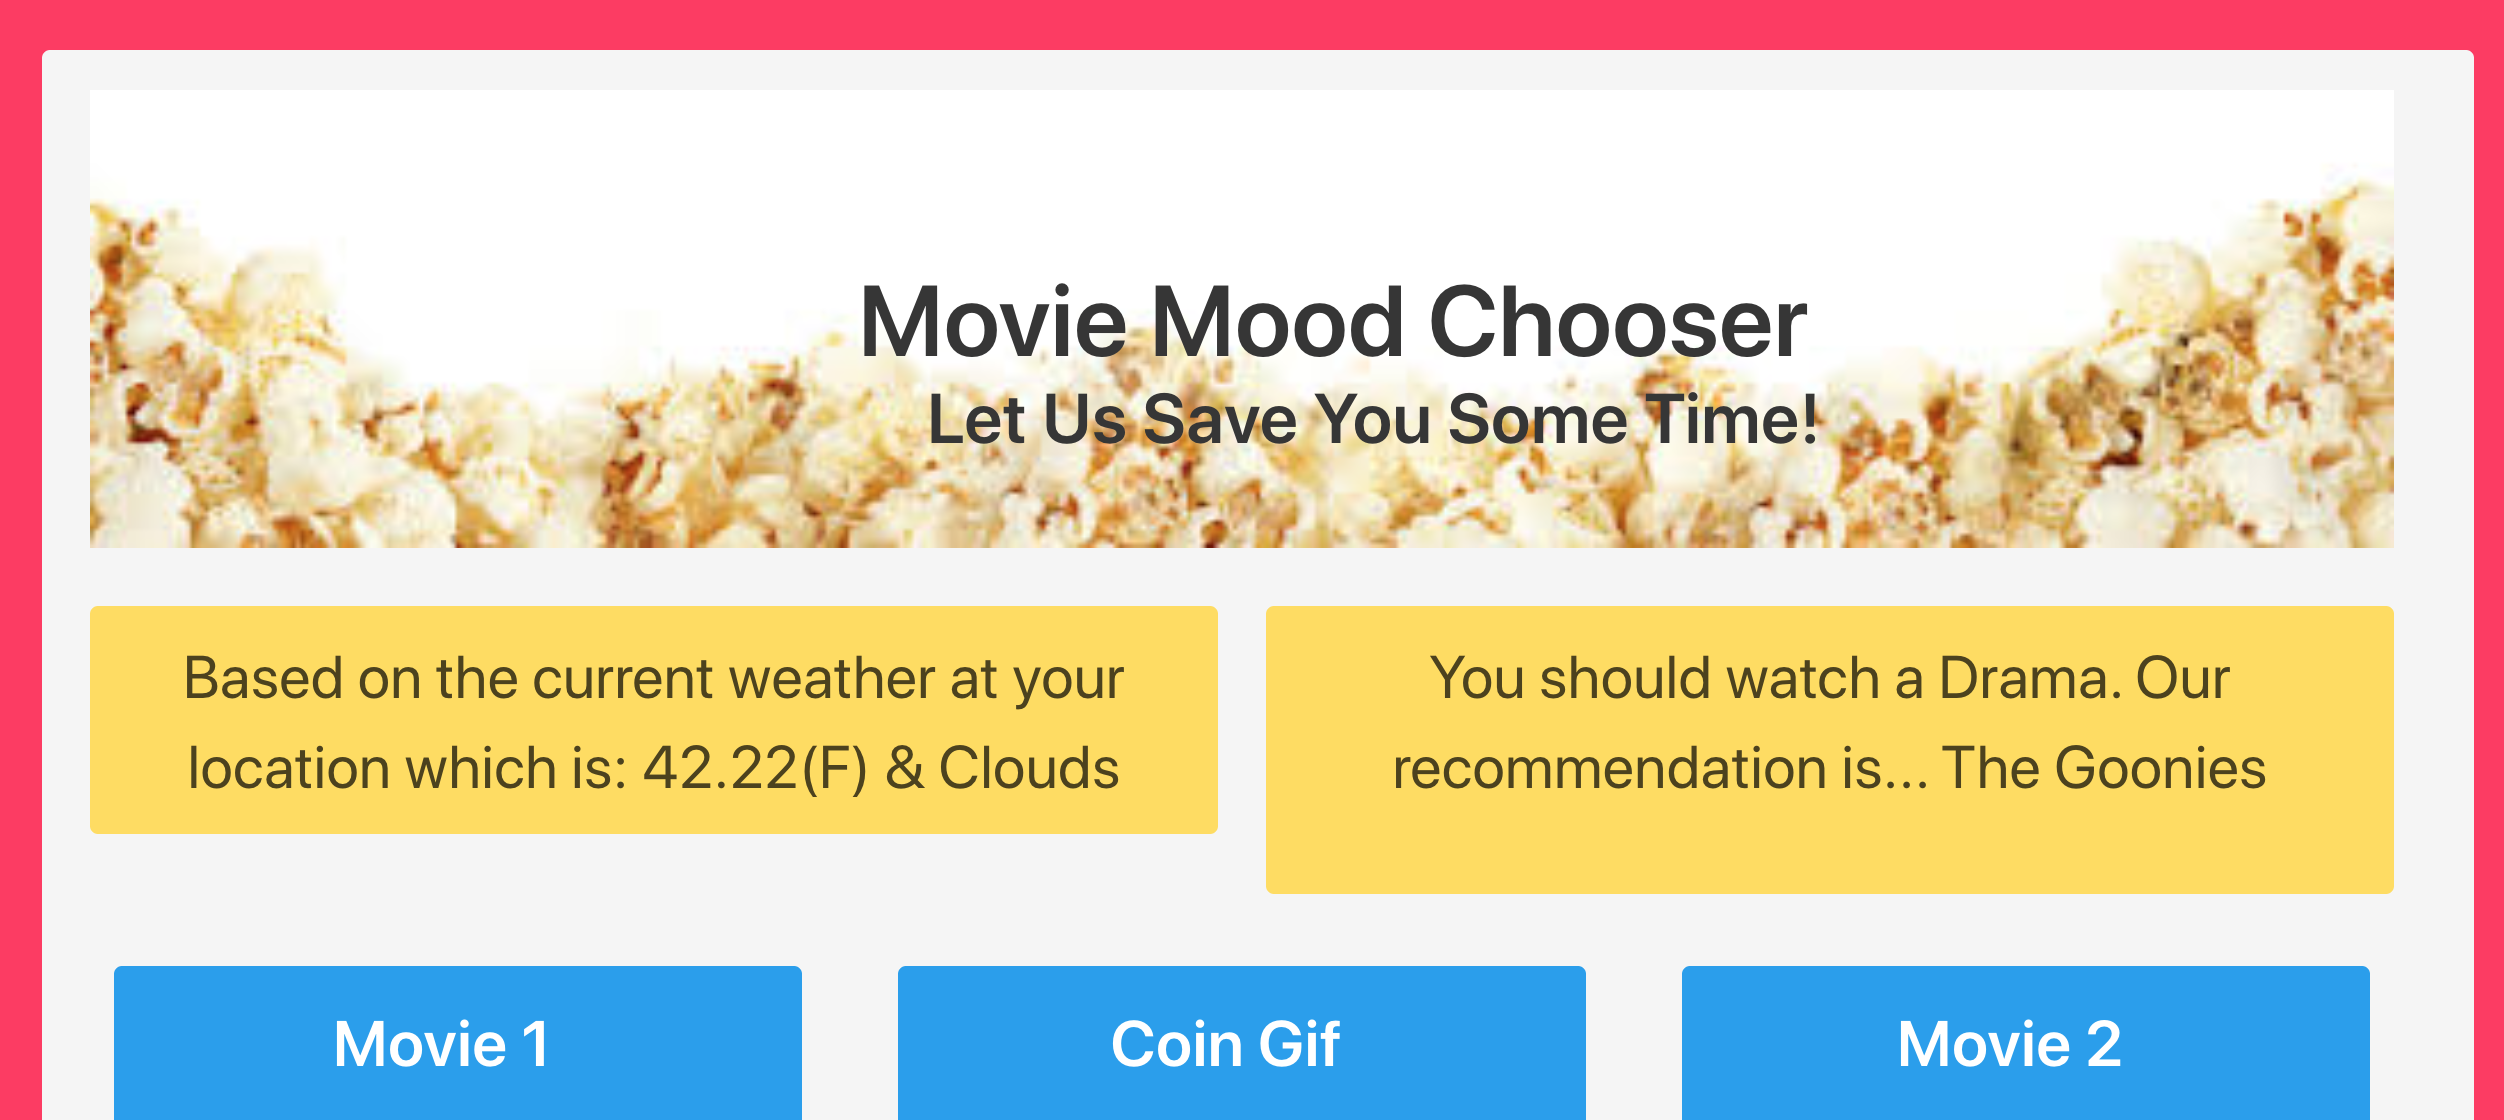 Movie Mood Chooser
Let Us Save You Some Time!
Based on the current weather at your
location which is: 42.22(F) & Clouds
You should watch a Drama. Our
recommendation is... The Goonies
Movie 1
Coin Gif
Movie 2